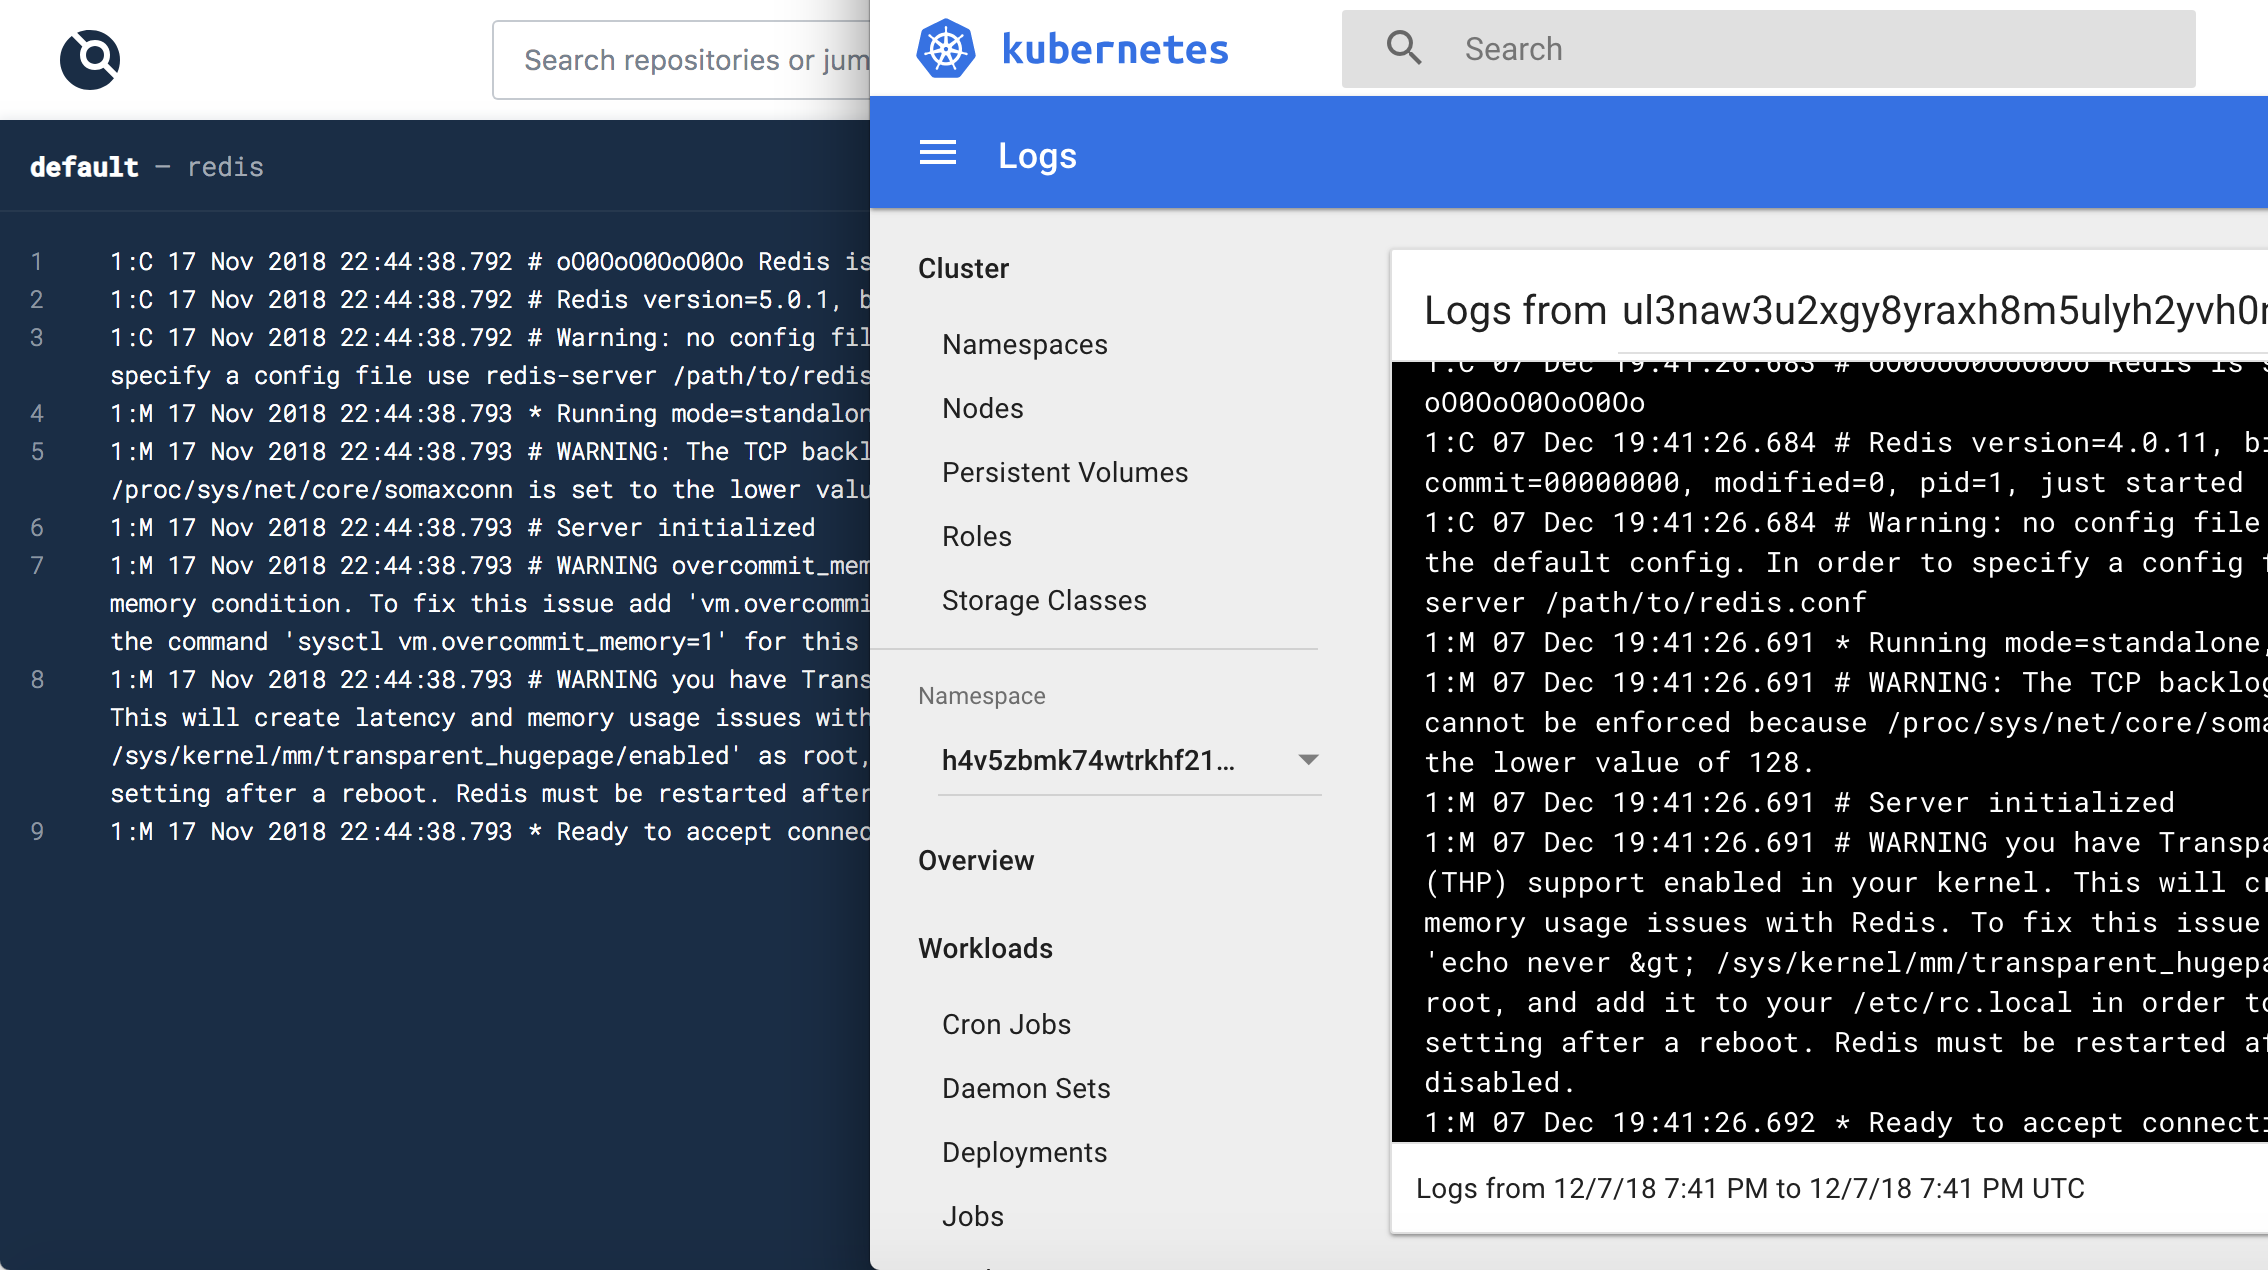 Search repositories or jum
default – redis
1 1:C 17 Nov 2018 22:44:38.792 # oO0OoO0OoO0Oo Redis is
2 1:C 17 Nov 2018 22:44:38.792 # Redis version=5.0.1, b
3 1:C 17 Nov 2018 22:44:38.792 # Warning: no config fil
specify a config file use redis-server /path/to/redis
4 1:M 17 Nov 2018 22:44:38.793 * Running mode=standalon
5 1:M 17 Nov 2018 22:44:38.793 # WARNING: The TCP backl
/proc/sys/net/core/somaxconn is set to the lower valu
6 1:M 17 Nov 2018 22:44:38.793 # Server initialized
7 1:M 17 Nov 2018 22:44:38.793 # WARNING overcommit_mem
memory condition. To fix this issue add 'vm.overcommi
the command 'sysctl vm.overcommit_memory=1' for this
8 1:M 17 Nov 2018 22:44:38.793 # WARNING you have Trans
This will create latency and memory usage issues with
/sys/kernel/mm/transparent_hugepage/enabled' as root,
setting after a reboot. Redis must be restarted after
9 1:M 17 Nov 2018 22:44:38.793 * Ready to accept connec
kubernetes
Search
Logs
Cluster
Namespaces
Nodes
Persistent Volumes
Roles
Storage Classes
Namespace
h4v5zbmk74wtrkhf21...
Overview
Workloads
Cron Jobs
Daemon Sets
Deployments
Jobs
Logs from ul3naw3u2xgy8yraxh8m5ulyh2yvh0r
1:C 07 Dec 19:41:26.683 # oO0OoO0OoO0Oo Redis is s
oO0OoO0OoO0Oo
1:C 07 Dec 19:41:26.684 # Redis version=4.0.11, bi
commit=00000000, modified=0, pid=1, just started
1:C 07 Dec 19:41:26.684 # Warning: no config file
the default config. In order to specify a config f
server /path/to/redis.conf
1:M 07 Dec 19:41:26.691 * Running mode=standalone,
1:M 07 Dec 19:41:26.691 # WARNING: The TCP backlog
cannot be enforced because /proc/sys/net/core/soma
the lower value of 128.
1:M 07 Dec 19:41:26.691 # Server initialized
1:M 07 Dec 19:41:26.691 # WARNING you have Transpa
(THP) support enabled in your kernel. This will cr
memory usage issues with Redis. To fix this issue
'echo never &gt; /sys/kernel/mm/transparent_hugepa
root, and add it to your /etc/rc.local in order to
setting after a reboot. Redis must be restarted af
disabled.
1:M 07 Dec 19:41:26.692 * Ready to accept connecti
Logs from 12/7/18 7:41 PM to 12/7/18 7:41 PM UTC